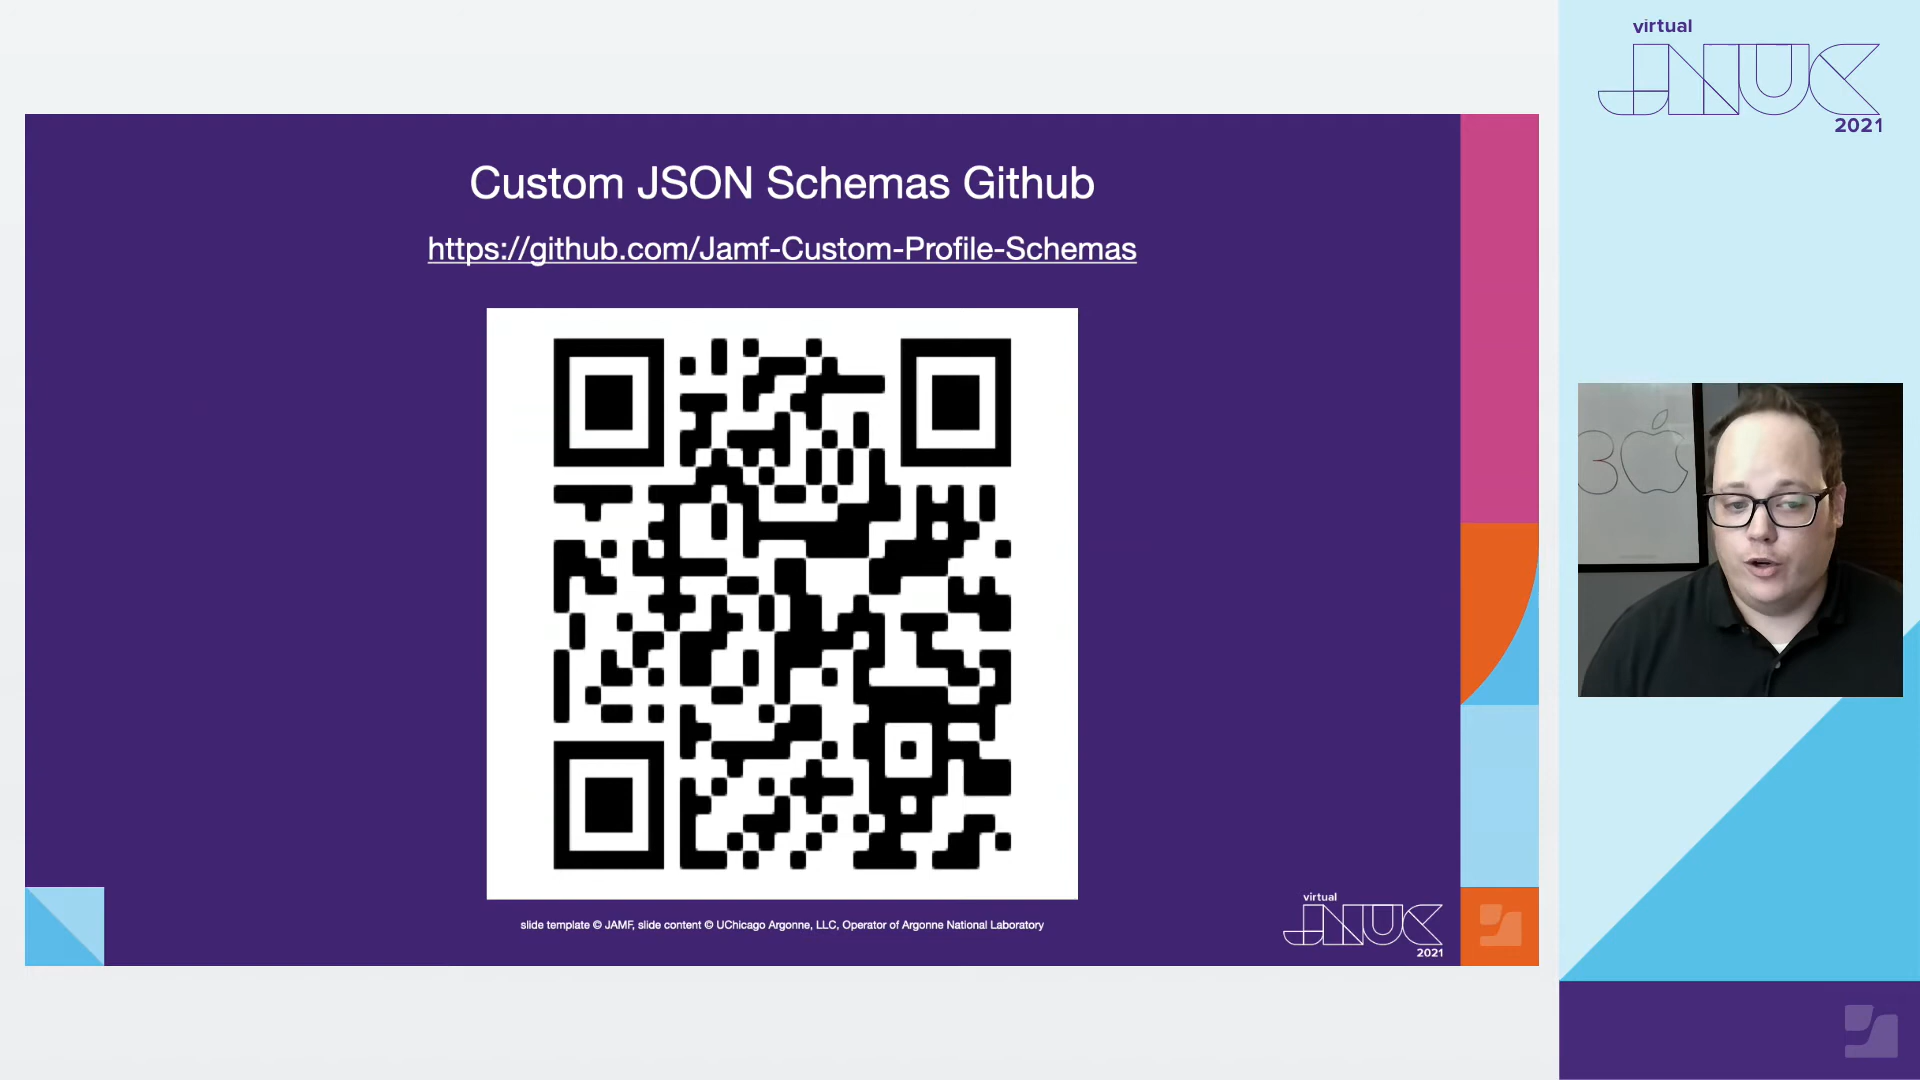 Custom JSON Schemas Github
https://github.com/Jamf-Custom-Profile-Schemas
slide template © JAMF, slide content © UChicago Argonne, LLC, Operator of Argonne National Laboratory
virtual
JNUC
2021
virtual
JNUC
2021
30